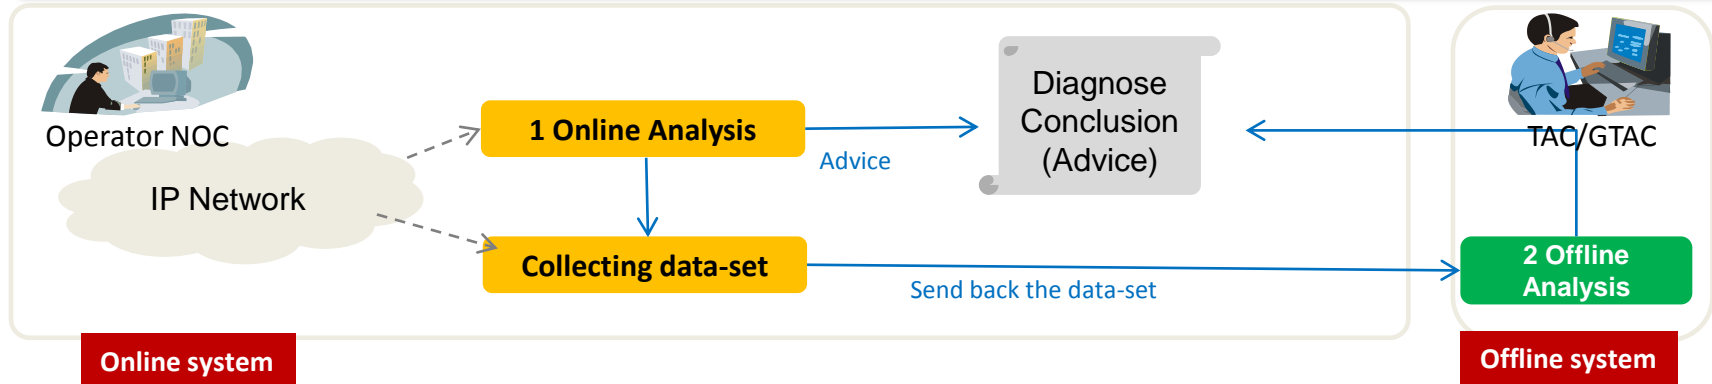 Operator NOC
IP Network
1 Online Analysis
Advice
Collecting data-set
Send back the data-set
Diagnose
Conclusion
(Advice)
TAC/GTAC
2 Offline
Analysis
Online system
Offline system